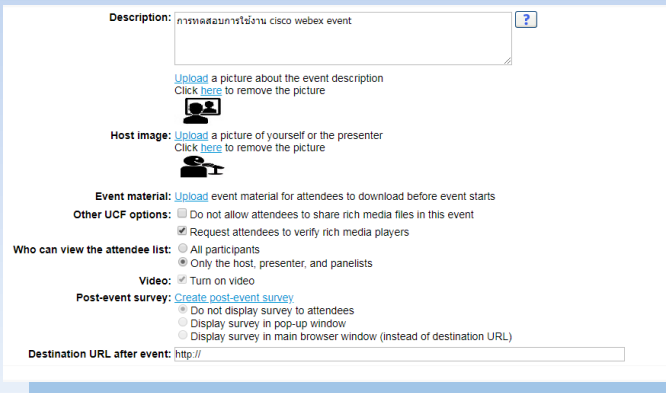 Description: การทดสอบการใช้งาน cisco webex event ?
Upload a picture about the event description
Click here to remove the picture
Host image: Upload a picture of yourself or the presenter
Click here to remove the picture
Event material: Upload event material for attendees to download before event starts
Other UCF options: Do not allow attendees to share rich media files in this event
Request attendees to verify rich media players
Who can view the attendee list: All participants
Only the host, presenter, and panelists
Video: Turn on video
Post-event survey: Create post-event survey
Do not display survey to attendees
Display survey in pop-up window
Display survey in main browser window (instead of destination URL)
Destination URL after event: http://